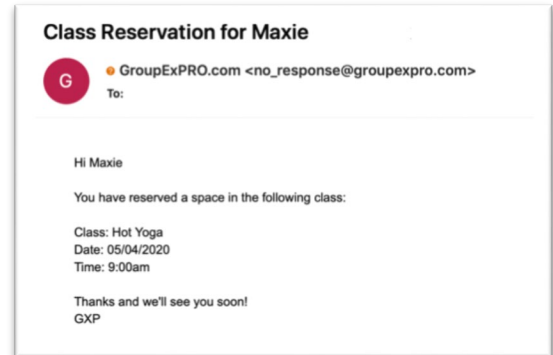 Class Reservation for Maxie
G
GroupExPRO.com <no_response@groupexpro.com>
To:
Hi Maxie
You have reserved a space in the following class:
Class: Hot Yoga
Date: 05/04/2020
Time: 9:00am
Thanks and we'll see you soon!
GXP